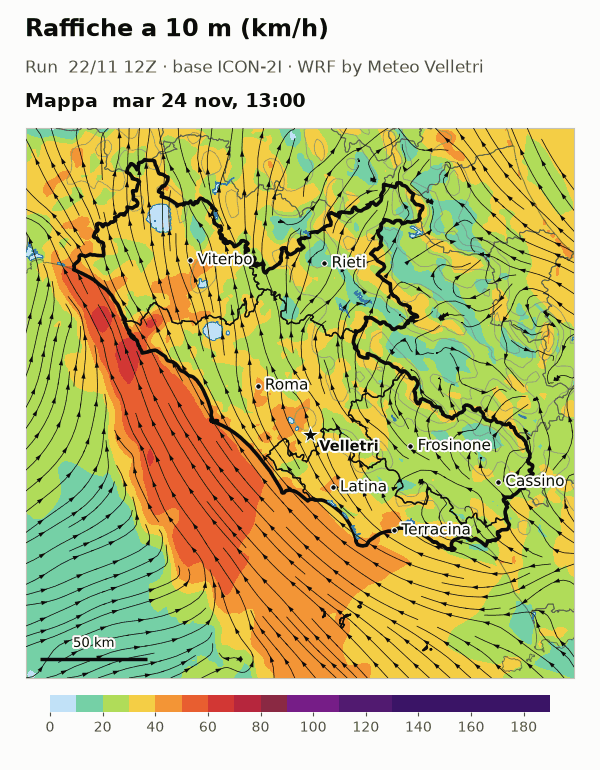 Raffiche a 10 m (km/h)
Run  22/11 12Z · base ICON-2I · WRF by Meteo Velletri
Mappa  mar 24 nov, 13:00
Viterbo
Rieti
Roma
Velletri
Frosinone
Latina
Cassino
Terracina
50 km
0 20 40 60 80 100 120 140 160 180